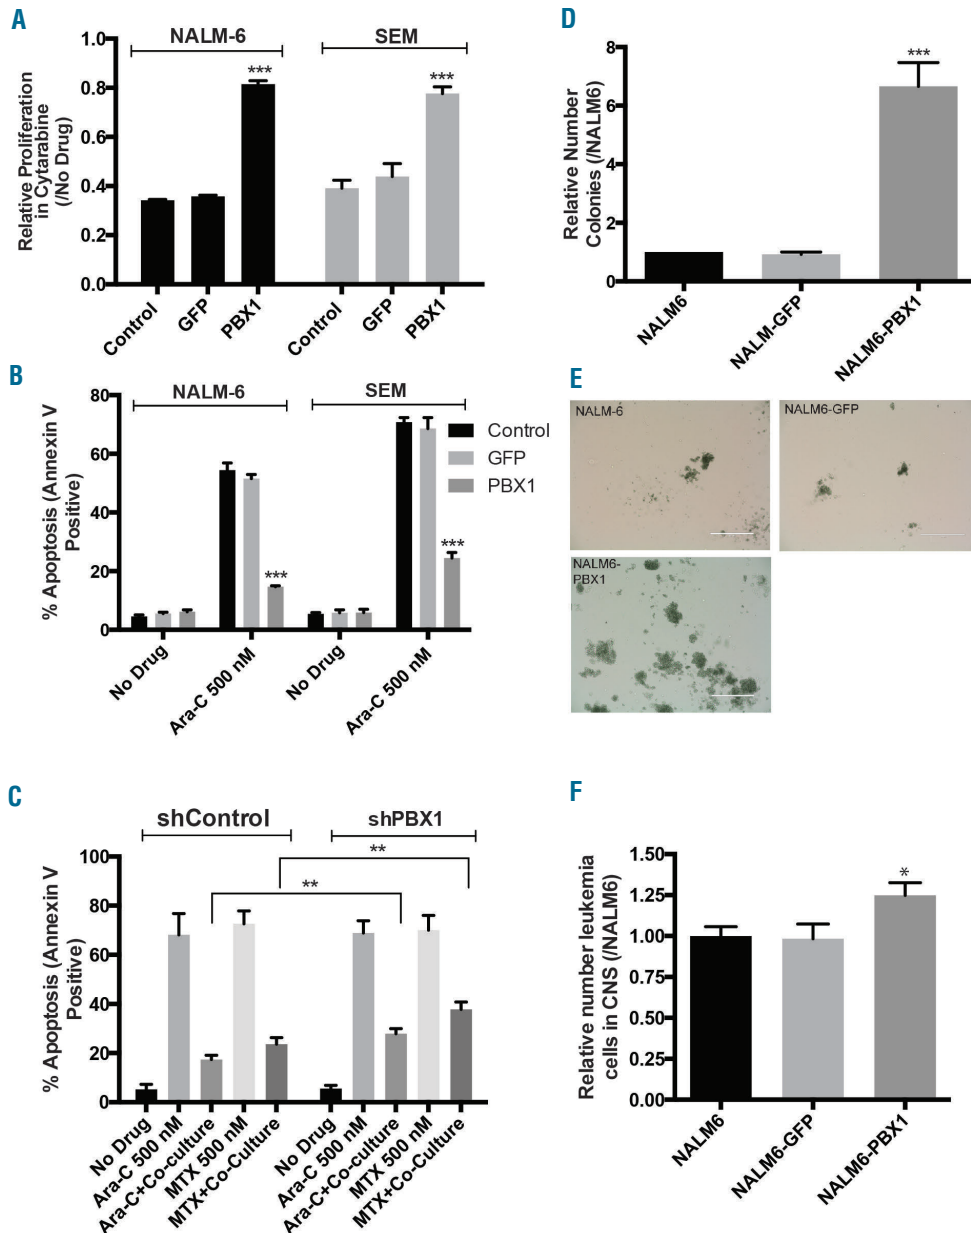 A
NALM-6
SEM
Relative Proliferation
in Cytarabine
(/No Drug)
1.0
0.8
0.6
0.4
0.2
0.0
***
***
Control
GFP
PBX1
Control
GFP
PBX1
B
NALM-6
SEM
% Apoptosis (Annexin V
Positive)
80
60
40
20
0
***
***
Control
GFP
PBX1
No Drug
Ara-C 500 nM
No Drug
Ara-C 500 nM
C
shControl
shPBX1
% Apoptosis (Annexin V
Positive)
100
80
60
40
20
0
**
**
No Drug
Ara-C 500 nM
Ara-C+Co-culture
MTX 500 nM
MTX+Co-Culture
No Drug
Ara-C 500 nM
Ara-C+Co-culture
MTX 500 nM
MTX+Co-Culture
D
Relative Number
Colonies (/NALM6)
8
6
4
2
0
***
NALM6
NALM-GFP
NALM6-PBX1
E
NALM-6
NALM6-GFP
NALM6-
PBX1
F
Relative number leukemia
cells in CNS (/NALM6)
1.50
1.25
1.00
0.75
0.50
0.25
0.00
*
NALM6
NALM6-GFP
NALM6-PBX1